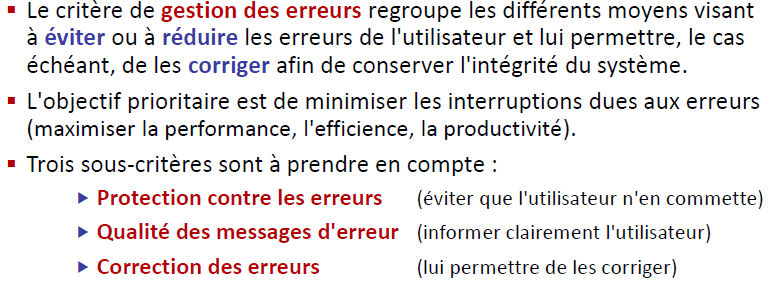 ▪ Le critère de gestion des erreurs regroupe les différents moyens visant
à éviter ou à réduire les erreurs de l'utilisateur et lui permettre, le cas
échéant, de les corriger afin de conserver l'intégrité du système.
▪ L'objectif prioritaire est de minimiser les interruptions dues aux erreurs
(maximiser la performance, l'efficience, la productivité).
▪ Trois sous-critères sont à prendre en compte :
▶ Protection contre les erreurs (éviter que l'utilisateur n'en commette)
▶ Qualité des messages d'erreur (informer clairement l'utilisateur)
▶ Correction des erreurs (lui permettre de les corriger)